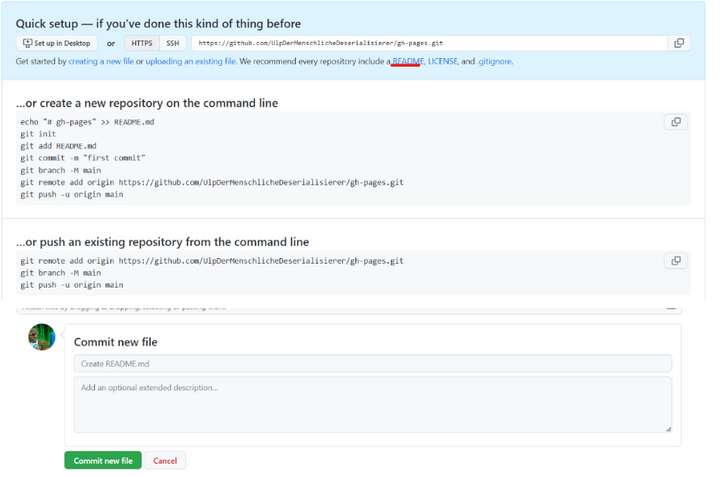 Quick setup — if you've done this kind of thing before
Set up in Desktop or HTTPS SSH https://github.com/UlpDerMenschlicheDeserialisierer/gh-pages.git
Get started by creating a new file or uploading an existing file. We recommend every repository include a README, LICENSE, and .gitignore.
...or create a new repository on the command line
echo "# gh-pages" >> README.md
git init
git add README.md
git commit -m "first commit"
git branch -M main
git remote add origin https://github.com/UlpDerMenschlicheDeserialisierer/gh-pages.git
git push -u origin main
...or push an existing repository from the command line
git remote add origin https://github.com/UlpDerMenschlicheDeserialisierer/gh-pages.git
git branch -M main
git push -u origin main
Commit new file
Create README.md
Add an optional extended description...
Commit new file Cancel